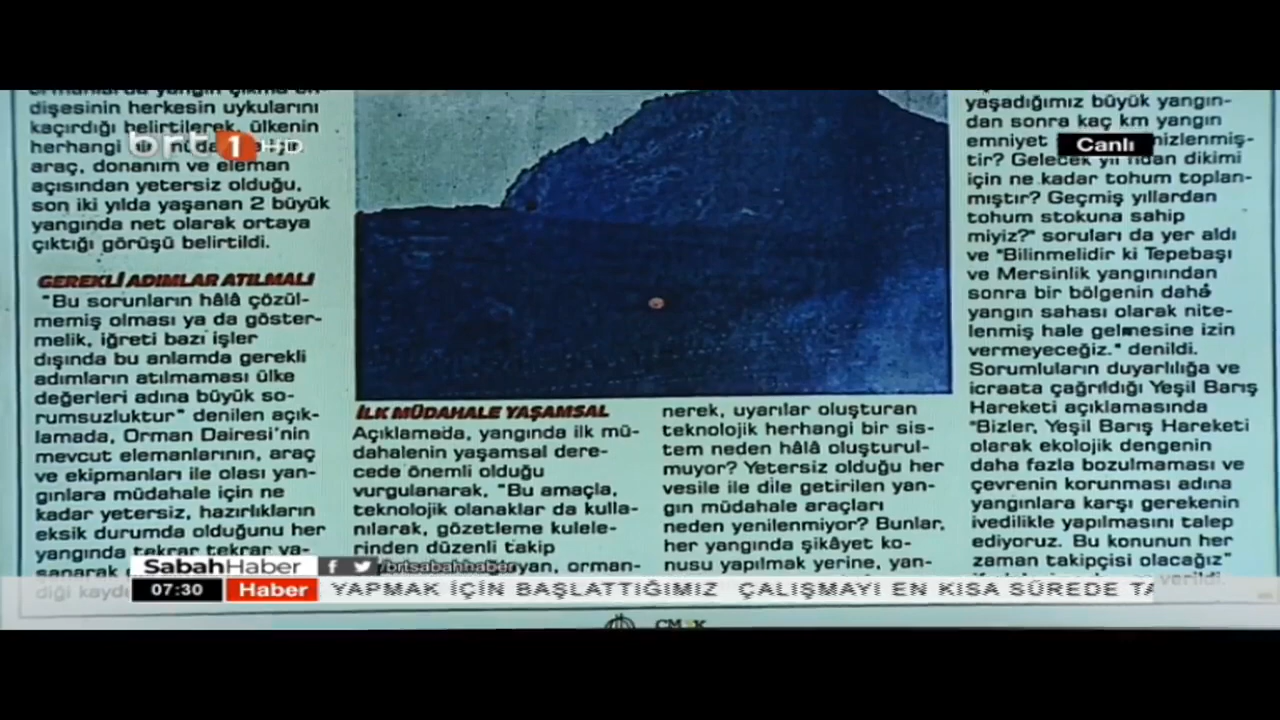 dişesinin herkesin uykularını
kaçırdığı belirtilerek, ülkenin
herhangi bir
araç, donanım ve eleman
açısından yetersiz olduğu,
son iki yılda yaşanan 2 büyük
yangında net olarak ortaya
çıktığı görüşü belirtildi.
GEREKLİ ADIMLAR ATILMALI
"Bu sorunların hâlâ çözül-
memiş olması ya da göster-
melik, iğreti bazı işler
dışında bu anlamda gerekli
adımların atılmaması ülke
değerleri adına büyük so-
rumsuzluktur" denilen açık-
lamada, Orman Dairesi'nin
mevcut elemanlarının, araç
ve ekipmanları ile olası yan-
gınlara müdahale için ne
kadar yetersiz, hazırlıkların
eksik durumda olduğunu her
yangında tekrar tekrar ya-
İLK MÜDAHALE YAŞAMSAL
Açıklamada, yangında ilk mü-
dahalenin yaşamsal dere-
cede önemli olduğu
vurgulanarak, "Bu amaçla,
teknolojik olanaklar da kulla-
nılarak, gözetleme kulele-
rinden düzenli takip
orman-
nerek, uyarılar oluşturan
teknolojik herhangi bir sis-
tem neden hâlâ oluşturul-
muyor? Yetersiz olduğu her
vesile ile dile getirilen yan-
gın müdahale araçları
neden yenilenmiyor? Bunlar,
her yangında şikâyet ko-
nusu yapılmak yerine, yan-
yaşadığımız büyük yangın-
dan sonra kaç km yangın
emniyet
tir? Gelecek yıl fidan dikimi
için ne kadar tohum toplan-
mıştır? Geçmiş yıllardan
tohum stokuna sahip
miyiz?" soruları da yer aldı
ve "Bilinmelidir ki Tepebaşı
ve Mersinlik yangınından
sonra bir bölgenin daha
yangın sahası olarak nite-
lenmiş hale gelmesine izin
vermeyeceğiz." denildi.
Sorumluların duyarlılığa ve
icraata çağrıldığı Yeşil Barış
Hareketi açıklamasında
"Bizler, Yeşil Barış Hareketi
olarak ekolojik dengenin
daha fazla bozulmaması ve
çevrenin korunması adına
yangınlara karşı gerekenin
ivedilikle yapılmasını talep
ediyoruz. Bu konunun her
zaman takipçisi olacağız"
brt 1 HD
Canlı
SabahHaber f /brtsabahhaber
07:30 Haber YAPMAK İÇİN BAŞLATTIĞIMIZ ÇALIŞMAYI EN KISA SÜREDE TA